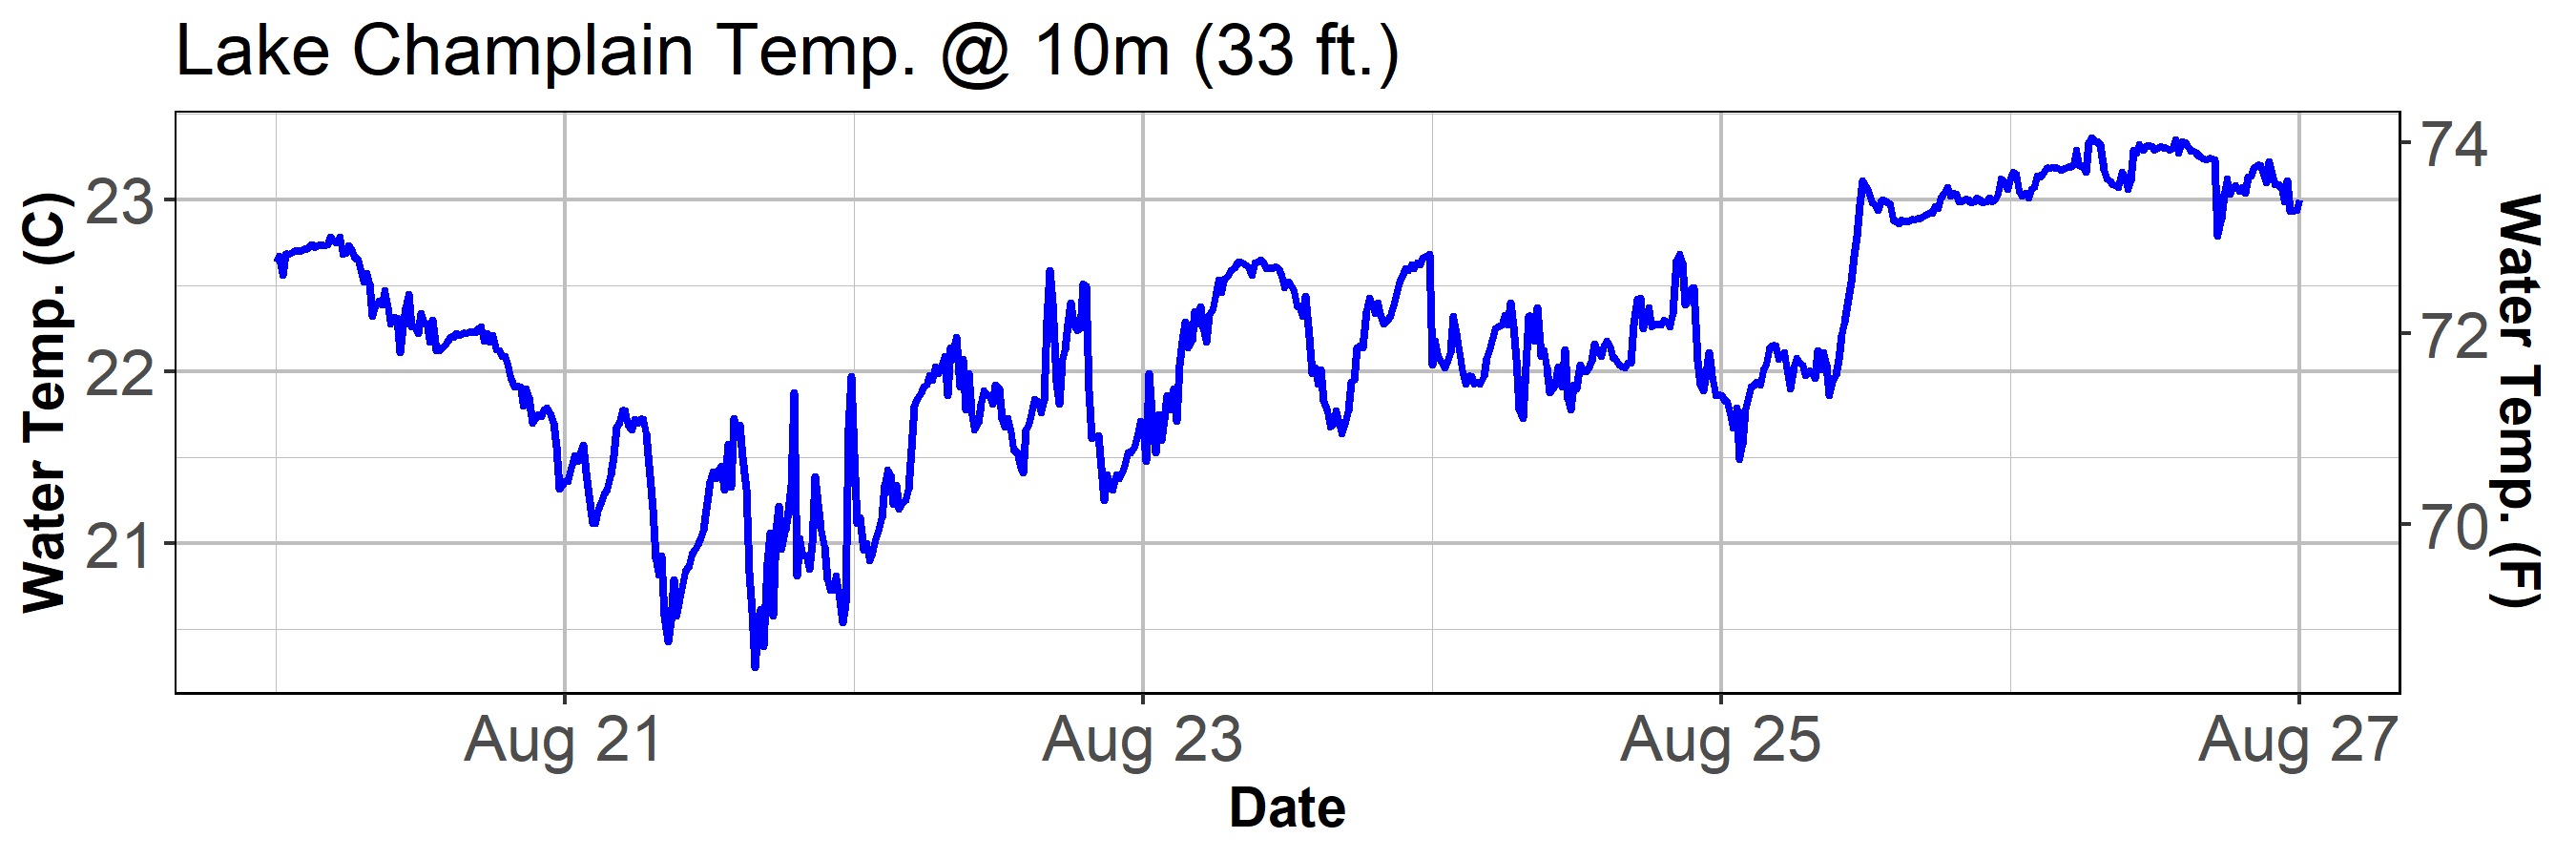 Lake Champlain Temp. @ 10m (33 ft.)
Water Temp. (C)
23
22
21
74
72
70
Water Temp. (F)
Aug 21
Aug 23
Aug 25
Aug 27
Date